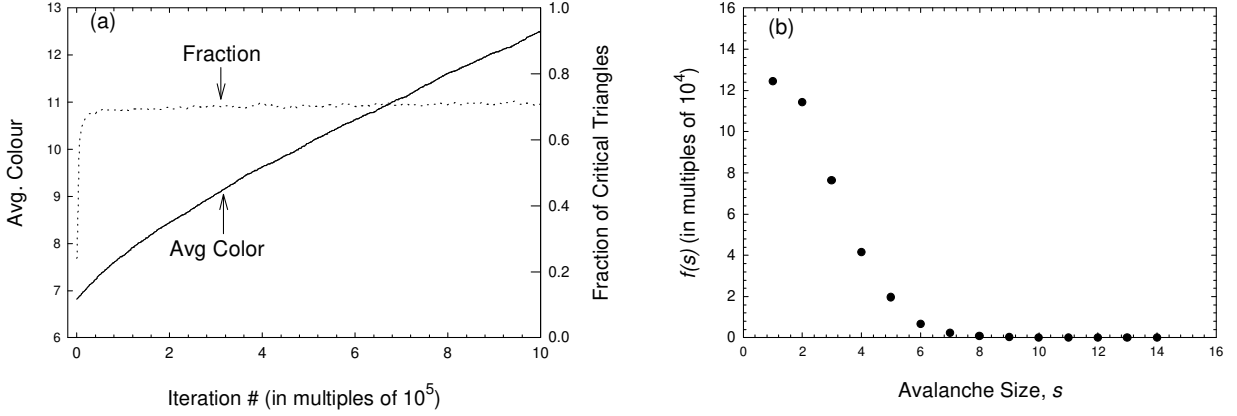 (a)
Fraction
Avg Color
Avg. Colour
13
12
11
10
9
8
7
6
1.0
0.8
0.6
0.4
0.2
0.0
Fraction of Critical Triangles
0 2 4 6 8 10
Iteration # (in multiples of 10^5)
(b)
f(s) (in multiples of 10^4)
16
14
12
10
8
6
4
2
0
0 2 4 6 8 10 12 14 16
Avalanche Size, s